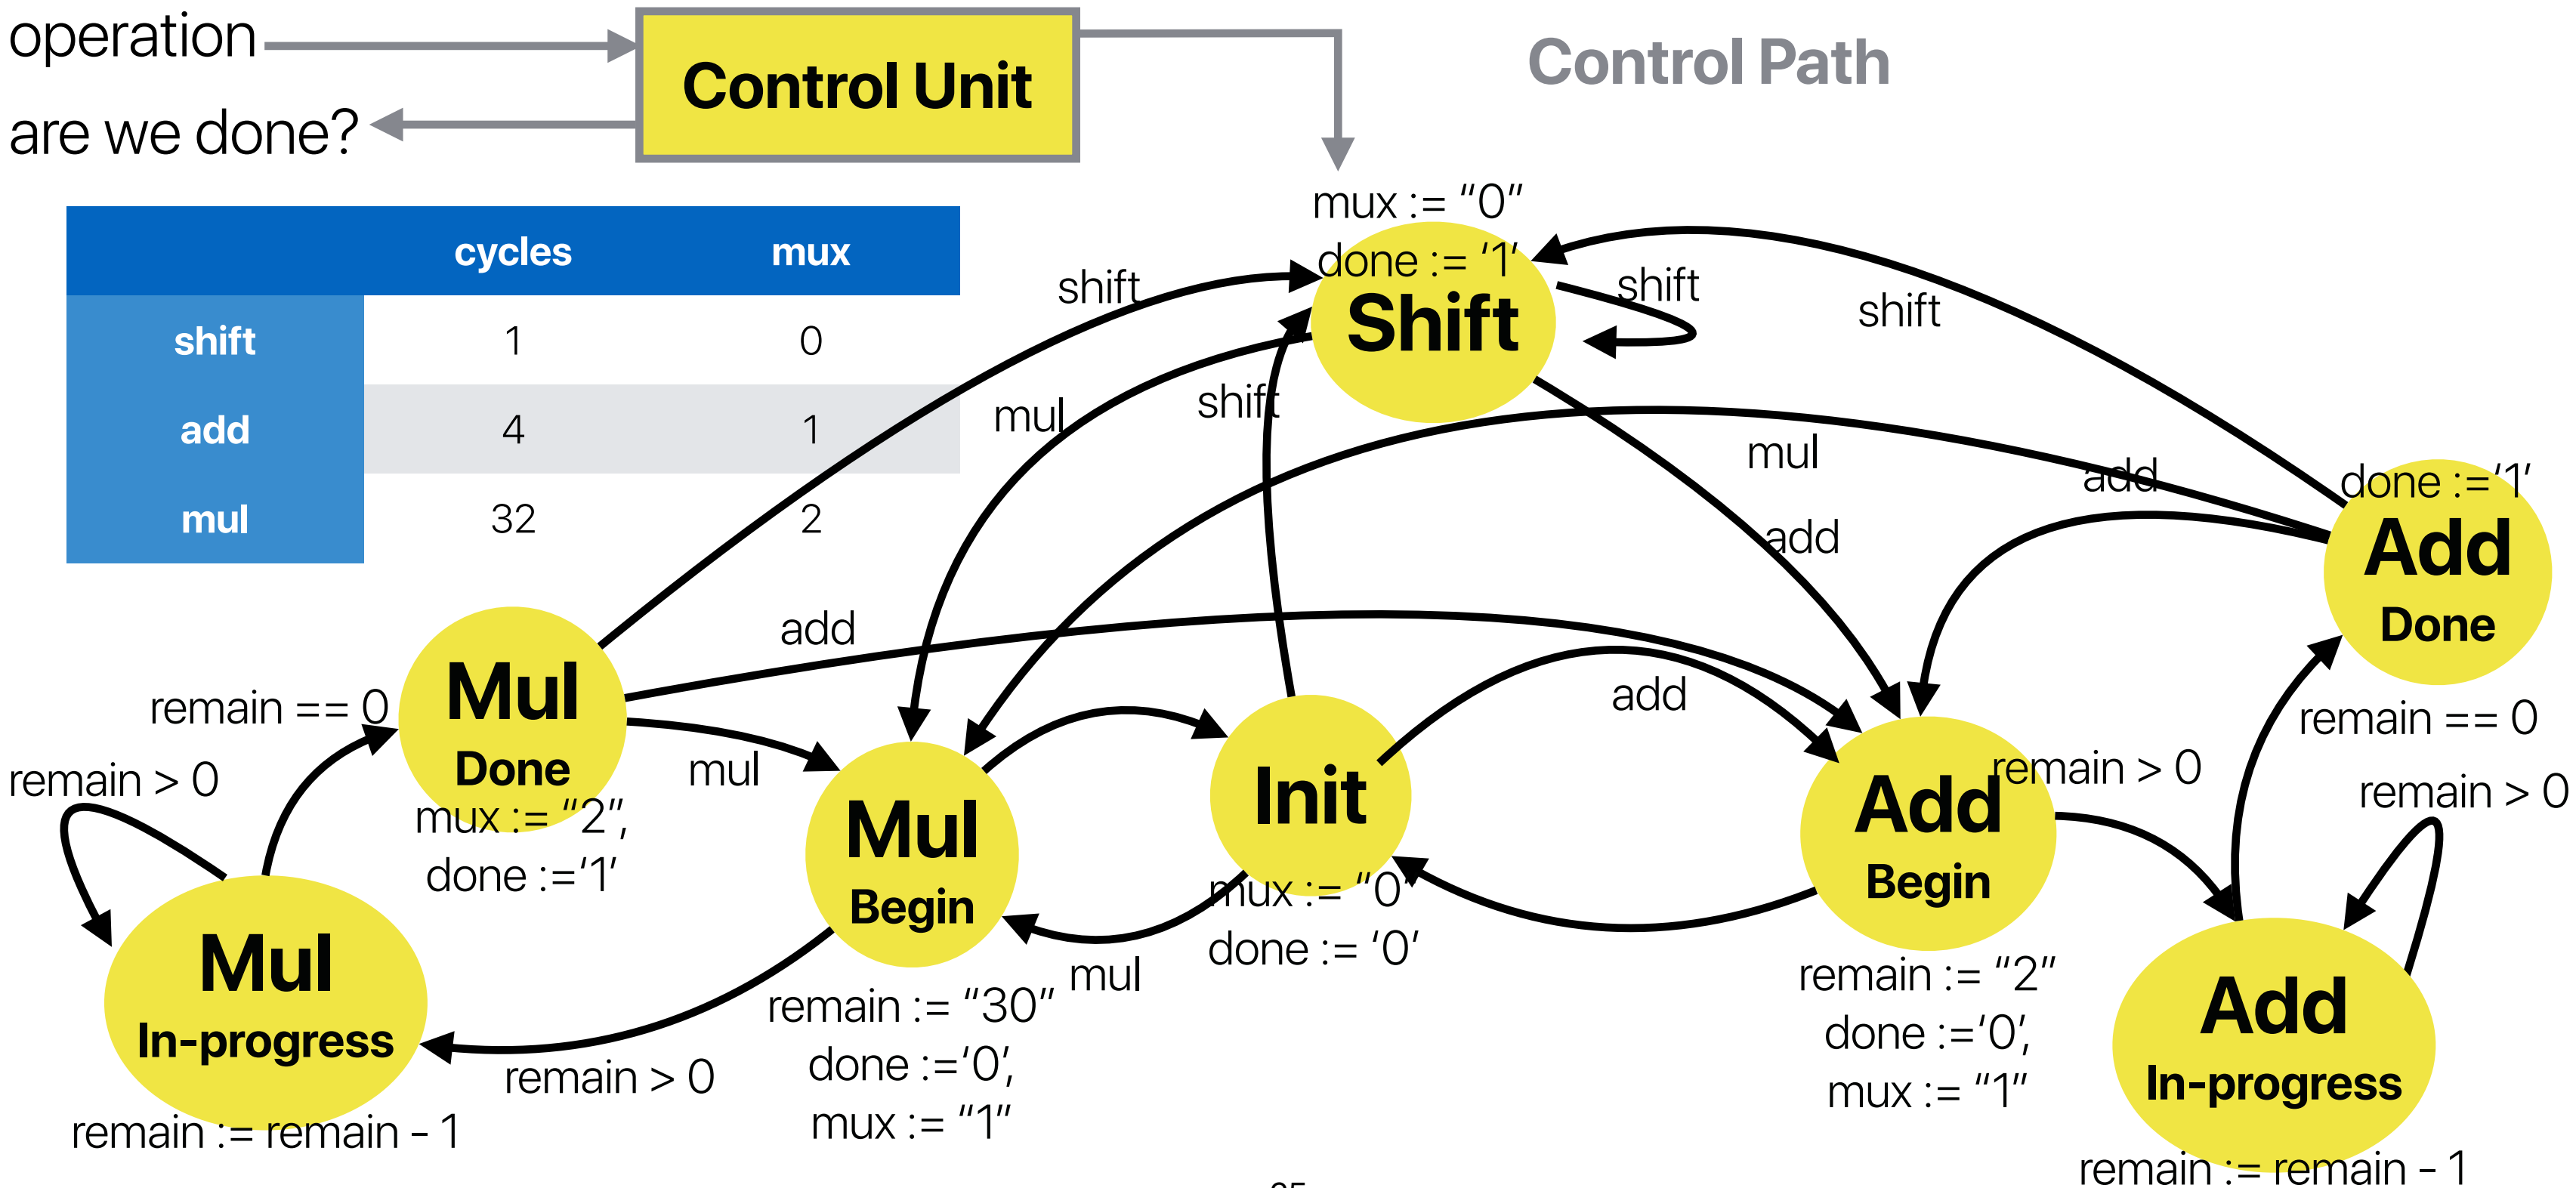 operation
are we done?
Control Unit
Control Path
cycles mux
shift 1 0
add 4 1
mul 32 2
mux := “0”
done := ‘1’
Shift
shift
shift
shift
shift
mul
mul
add
add
add
add
done := ‘1’
Add
Done
remain == 0
remain > 0
remain > 0
Add
Begin
remain := “2”
done :=‘0’,
mux := “1”
Add
In-progress
remain := remain - 1
Init
mux := “0”
done := ‘0’
mul
mul
Mul
Begin
remain := “30”
done :=‘0’,
mux := “1”
remain > 0
Mul
Done
mux := “2”,
done :=‘1’
remain == 0
remain > 0
Mul
In-progress
remain := remain - 1